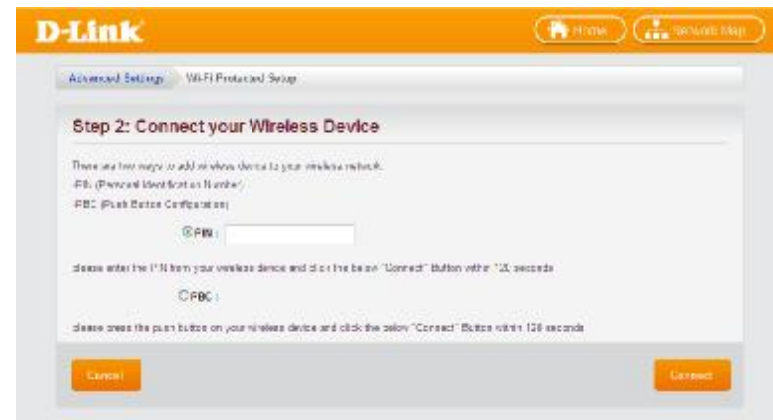 D-Link
Home
Network Map
Advanced Settings
Wi-Fi Protected Setup
Step 2: Connect your Wireless Device
There are two ways to add wireless device to your wireless network:
-PIN (Personal Identification Number)
-PBC (Push Button Configuration)
PIN :
please enter the PIN from your wireless device and click the below "Connect" Button within 120 seconds
PBC :
please press the push button on your wireless device and click the below "Connect" Button within 120 seconds
Cancel
Connect